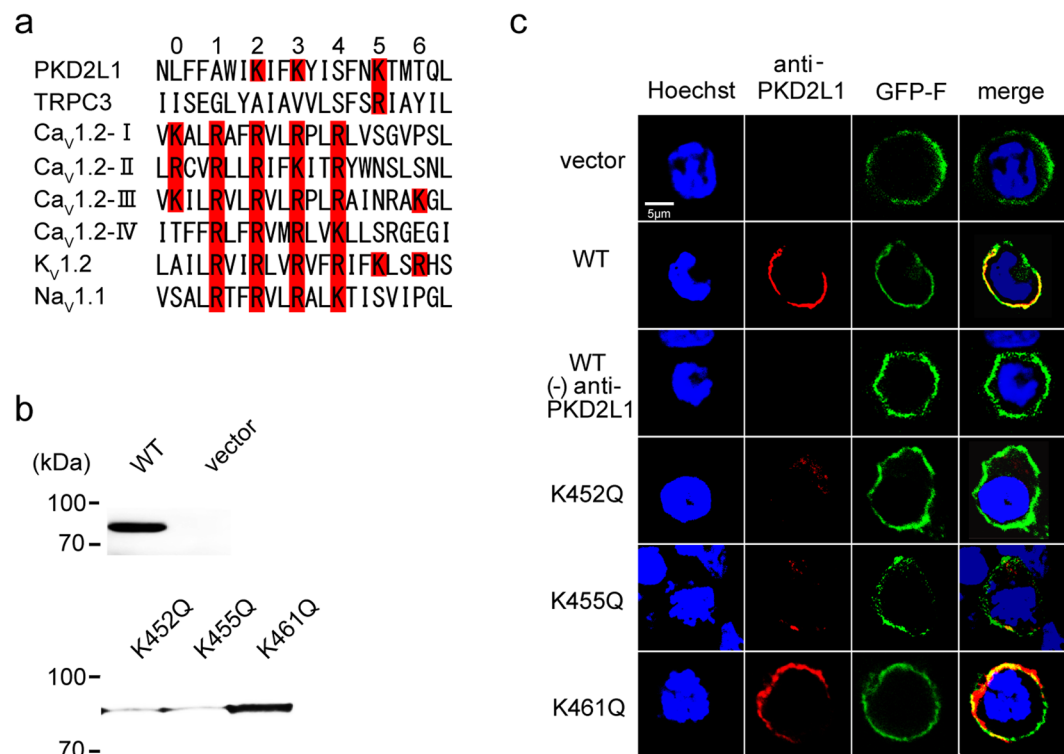 a
0 1 2 3 4 5 6
PKD2L1 NLFFAWIKIFKYISFNKTMTQL
TRPC3 IISEGLYAIAVVLSFSRIAYIL
CaV1.2-Ⅰ VKALRAFRVLRPLRLVSGVPSL
CaV1.2-Ⅱ LRCVRLLRIFKITRYWNSLSNL
CaV1.2-Ⅲ VKILRVLRVLRPLRAINRAKGL
CaV1.2-Ⅳ ITFFRLFRVMRLVKLLSRGEGI
KV1.2 LAILRVIRLVRVFRIFKLSRHS
NaV1.1 VSALRTFRVLRALKTISVIPGL
b
(kDa) WT vector
100
70
K452Q K455Q K461Q
100
70
c
Hoechst anti-PKD2L1 GFP-F merge
vector
5μm
WT
WT
(-) anti-
PKD2L1
K452Q
K455Q
K461Q